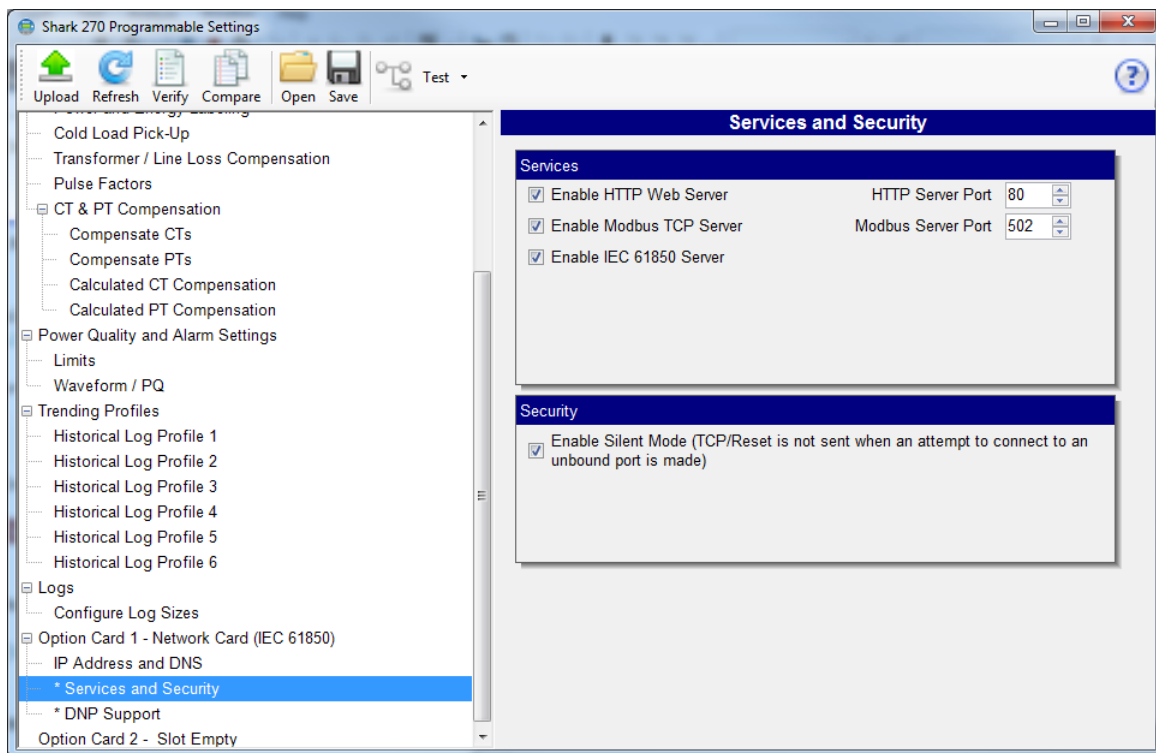 Shark 270 Programmable Settings
Upload Refresh Verify Compare Open Save Test
Power and Energy Labeling
Cold Load Pick-Up
Transformer / Line Loss Compensation
Pulse Factors
CT & PT Compensation
Compensate CTs
Compensate PTs
Calculated CT Compensation
Calculated PT Compensation
Power Quality and Alarm Settings
Limits
Waveform / PQ
Trending Profiles
Historical Log Profile 1
Historical Log Profile 2
Historical Log Profile 3
Historical Log Profile 4
Historical Log Profile 5
Historical Log Profile 6
Logs
Configure Log Sizes
Option Card 1 - Network Card (IEC 61850)
IP Address and DNS
* Services and Security
* DNP Support
Option Card 2 - Slot Empty
Services and Security
Services
Enable HTTP Web Server HTTP Server Port 80
Enable Modbus TCP Server Modbus Server Port 502
Enable IEC 61850 Server
Security
Enable Silent Mode (TCP/Reset is not sent when an attempt to connect to an
unbound port is made)